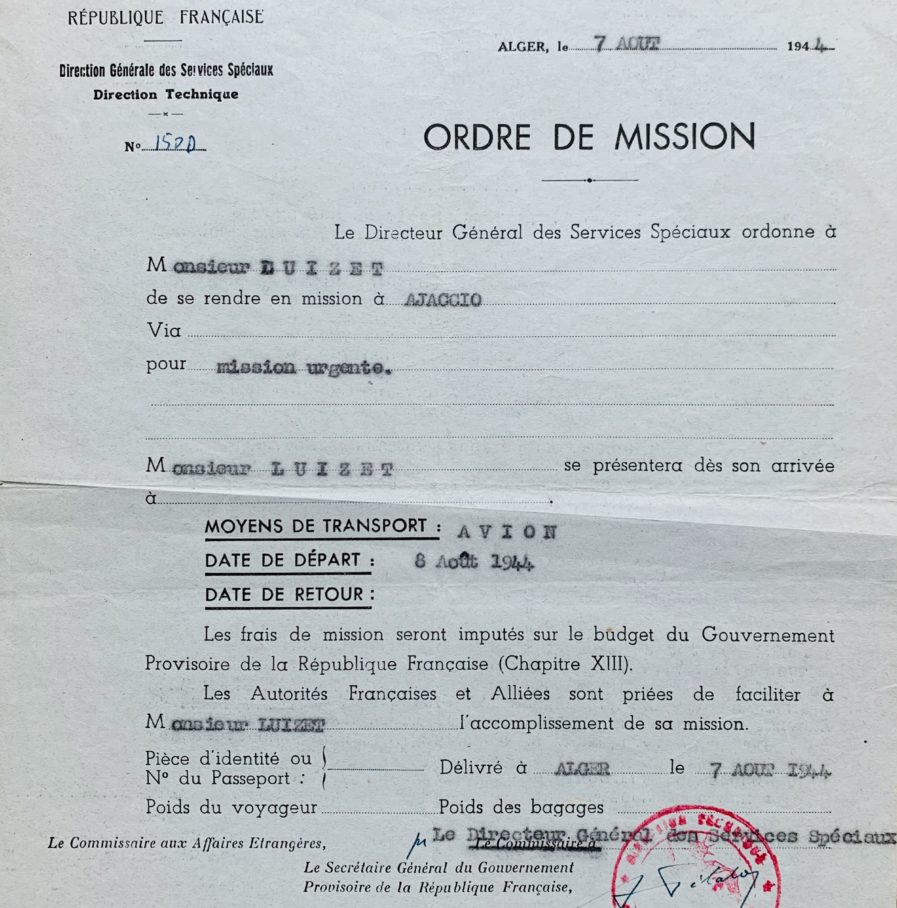 RÉPUBLIQUE FRANÇAISE
ALGER, le 7 AOUT 1944
Direction Générale des Services Spéciaux
Direction Technique
N° 1520
ORDRE DE MISSION
Le Directeur Général des Services Spéciaux ordonne à
Monsieur LUIZET
de se rendre en mission à AJACCIO
Via
pour mission urgente.
Monsieur LUIZET se présentera dès son arrivée
à
MOYENS DE TRANSPORT : AVION
DATE DE DÉPART : 8 Août 1944
DATE DE RETOUR :
Les frais de mission seront imputés sur le budget du Gouvernement
Provisoire de la République Française (Chapitre XIII).
Les Autorités Françaises et Alliées sont priées de faciliter à
Monsieur LUIZET l'accomplissement de sa mission.
Pièce d'identité ou
N° du Passeport :
Délivré à ALGER le 7 AOUT 1944
Poids du voyageur Poids des bagages
Le Directeur Général des Services Spéciaux
Le Commissaire aux Affaires Etrangères, Le Commissaire à
Le Secrétaire Général du Gouvernement
Provisoire de la République Française,
DIRECTION TECHNIQUE